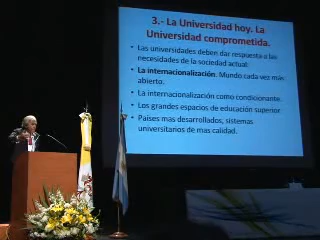 3.- La Universidad hoy. La
Universidad comprometida.
• Las universidades deben dar respuesta a las
necesidades de la sociedad actual.
• La internacionalización. Mundo cada vez más
abierto.
• La internacionalización como condicionante.
• Los grandes espacios de educación superior
• Países mas desarrollados, sistemas
universitarios de mas calidad.